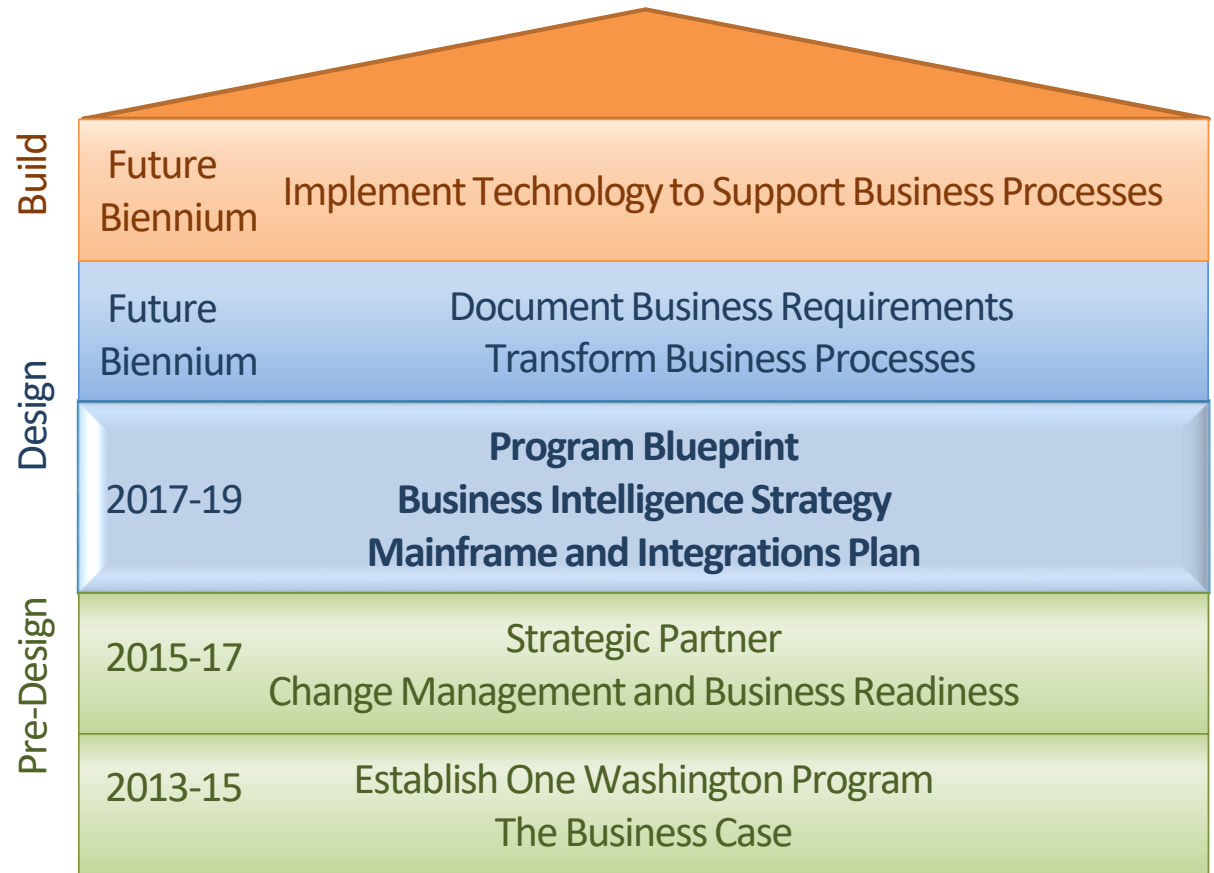 Build
Future
Biennium
Implement Technology to Support Business Processes
Design
Future
Biennium
Document Business Requirements
Transform Business Processes
2017-19
Program Blueprint
Business Intelligence Strategy
Mainframe and Integrations Plan
Pre-Design
2015-17
Strategic Partner
Change Management and Business Readiness
2013-15
Establish One Washington Program
The Business Case